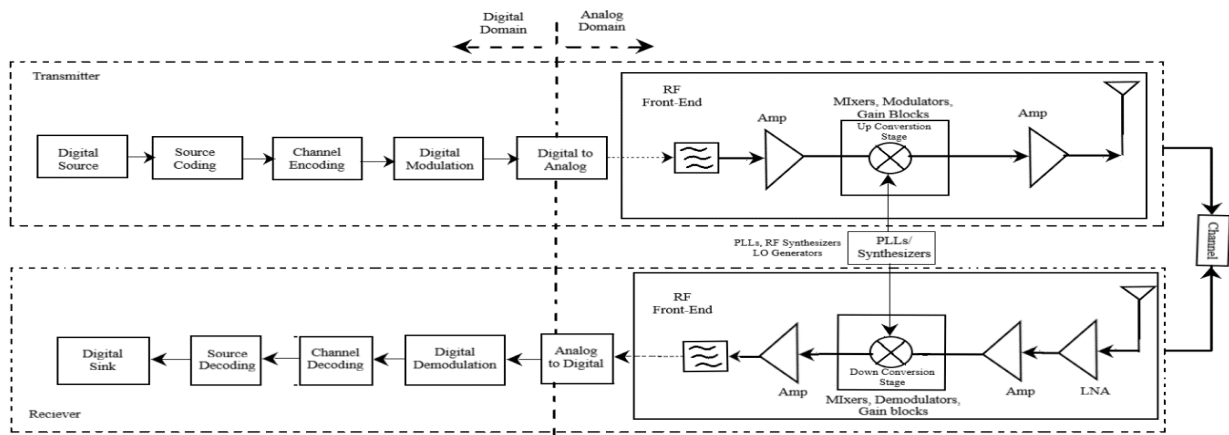 Digital
Domain
Analog
Domain
Transmitter
RF
Front-End
MIxers, Modulators,
Gain Blocks
Amp
Up Converstion
Stage
Amp
Digital
Source
Source
Coding
Channel
Encoding
Digital
Modulation
Digital to
Analog
Channel
PLLs, RF Synthesizers
LO Generators
PLLs/
Synthesizers
RF
Front-End
Digital
Sink
Source
Decoding
Channel
Decoding
Digital
Demodulation
Analog
to Digital
Amp
Down Conversion
Stage
MIxers, Demodulators,
Gain blocks
Amp
LNA
Reciever